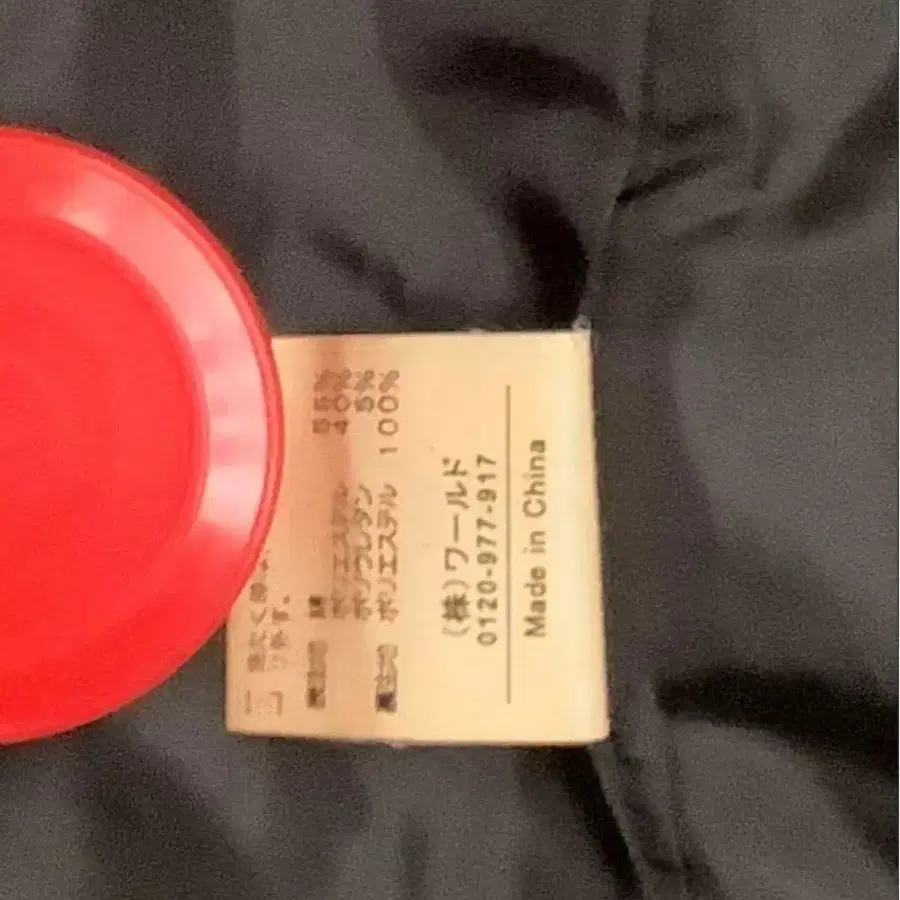 表生地 綿 55%
ポリエステル 40%
ポリウレタン 5%
裏生地 ポリエステル 100%
(株)ワールド
0120-977-917
Made in China